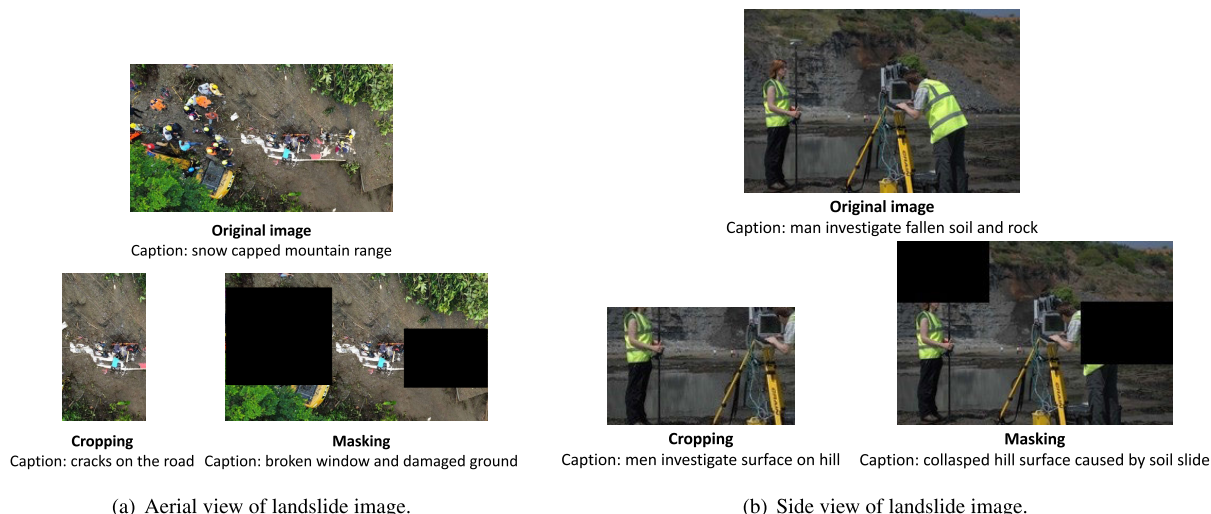 Original image
Caption: snow capped mountain range
Cropping
Caption: cracks on the road
Masking
Caption: broken window and damaged ground
(a) Aerial view of landslide image.
Original image
Caption: man investigate fallen soil and rock
Cropping
Caption: men investigate surface on hill
Masking
Caption: collasped hill surface caused by soil slide
(b) Side view of landslide image.